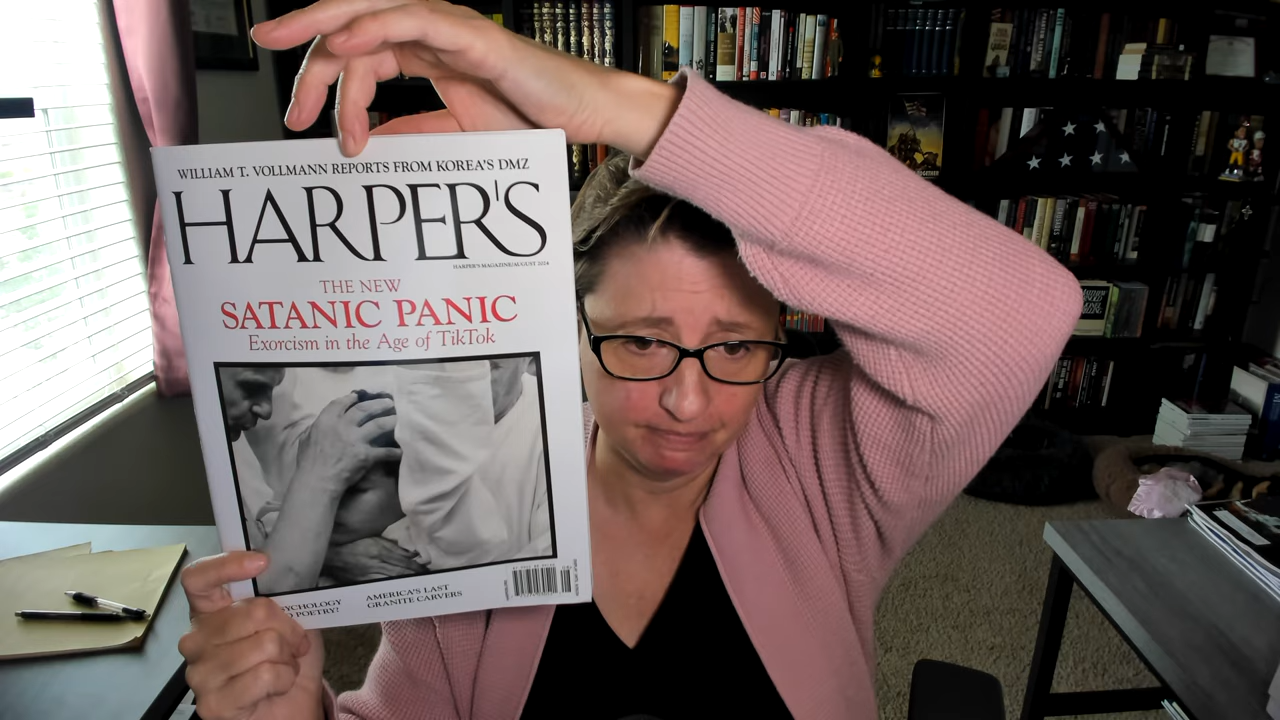 WILLIAM T. VOLLMANN REPORTS FROM KOREA'S DMZ
HARPER'S
HARPER'S MAGAZINE/AUGUST 2024
THE NEW
SATANIC PANIC
Exorcism in the Age of TikTok
POETRY?
AMERICA'S LAST
GRANITE CARVERS